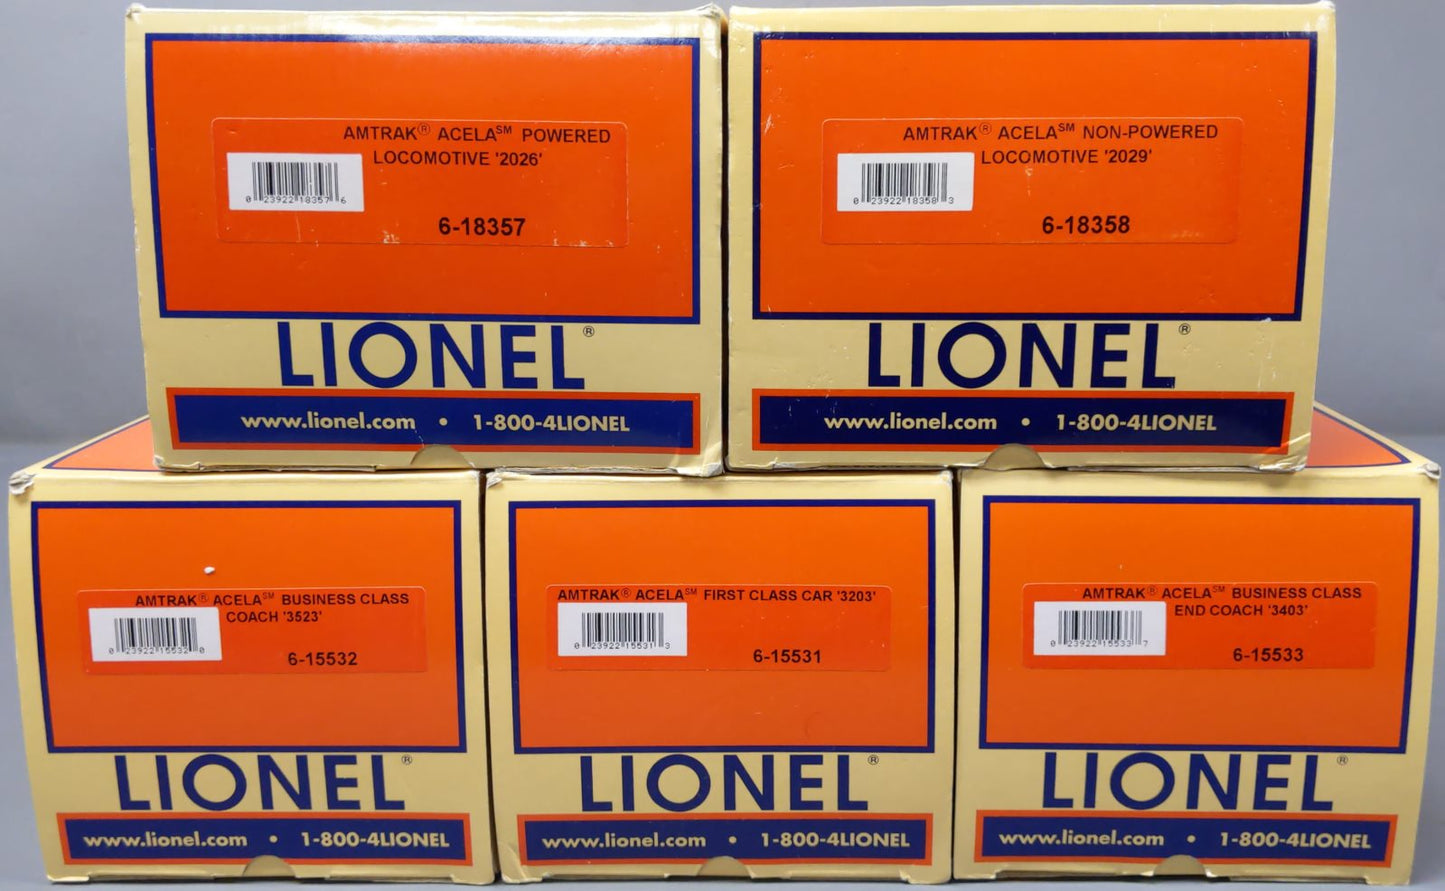 AMTRAK® ACELA℠ POWERED
LOCOMOTIVE '2026'
0 23922 18357 6
6-18357
LIONEL®
www.lionel.com • 1-800-4LIONEL
AMTRAK® ACELA℠ NON-POWERED
LOCOMOTIVE '2029'
0 23922 18358 3
6-18358
LIONEL®
www.lionel.com • 1-800-4LIONEL
AMTRAK® ACELA℠ BUSINESS CLASS
COACH '3523'
0 23922 15532 0
6-15532
LIONEL®
www.lionel.com • 1-800-4LIONEL
AMTRAK® ACELA℠ FIRST CLASS CAR '3203'
0 23922 15531 3
6-15531
LIONEL®
www.lionel.com • 1-800-4LIONEL
AMTRAK® ACELA℠ BUSINESS CLASS
END COACH '3403'
0 23922 15533 7
6-15533
LIONEL®
www.lionel.com • 1-800-4LIONEL